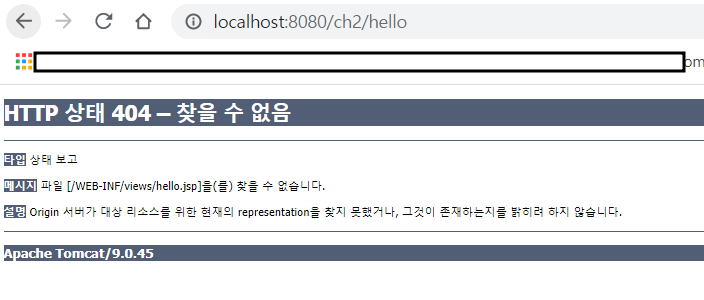 localhost:8080/ch2/hello
om
HTTP 상태 404 – 찾을 수 없음
타입 상태 보고
메시지 파일 [/WEB-INF/views/hello.jsp]을(를) 찾을 수 없습니다.
설명 Origin 서버가 대상 리소스를 위한 현재의 representation을 찾지 못했거나, 그것이 존재하는지를 밝히려 하지 않습니다.
Apache Tomcat/9.0.45